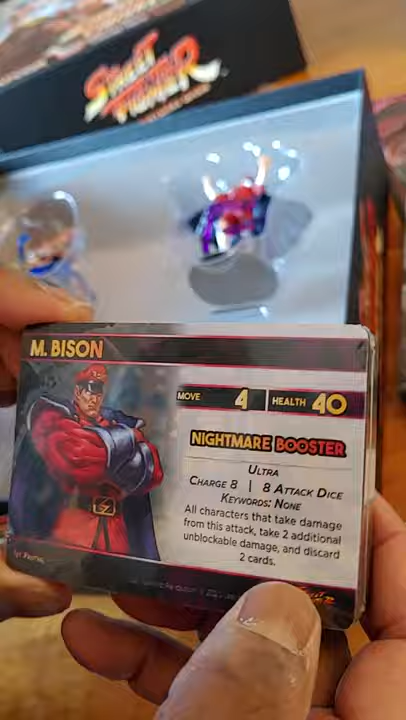 STREET
FIGHTER
M. BISON
MOVE 4 HEALTH 40
NIGHTMARE BOOSTER
ULTRA
CHARGE 8 | 8 ATTACK DICE
KEYWORDS: NONE
All characters that take damage
from this attack, take 2 additional
unblockable damage, and discard
2 cards.